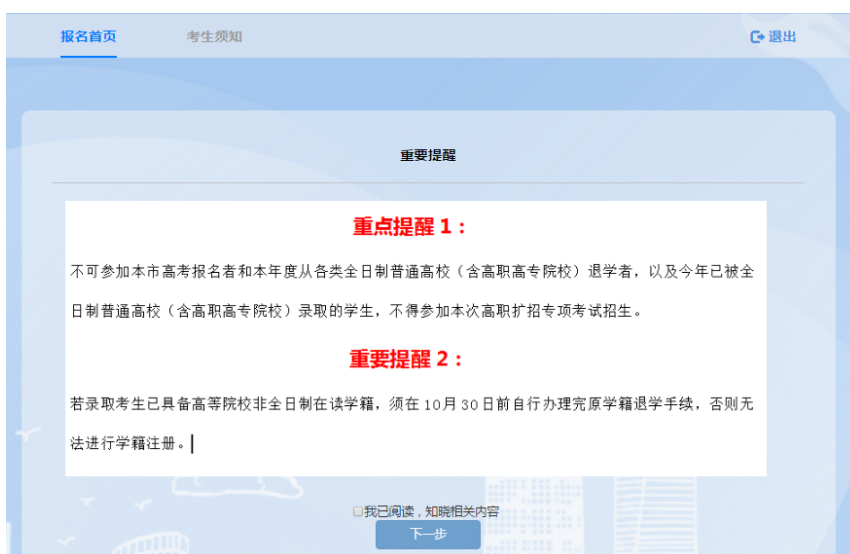 报名首页 考生须知 退出
重要提醒
重点提醒 1：
不可参加本市高考报名者和本年度从各类全日制普通高校（含高职高专院校）退学者，以及今年已被全
日制普通高校（含高职高专院校）录取的学生，不得参加本次高职扩招专项考试招生。
重要提醒 2：
若录取考生已具备高等院校非全日制在读学籍，须在 10月 30日前自行办理完原学籍退学手续，否则无
法进行学籍注册。
我已阅读，知晓相关内容
下一步